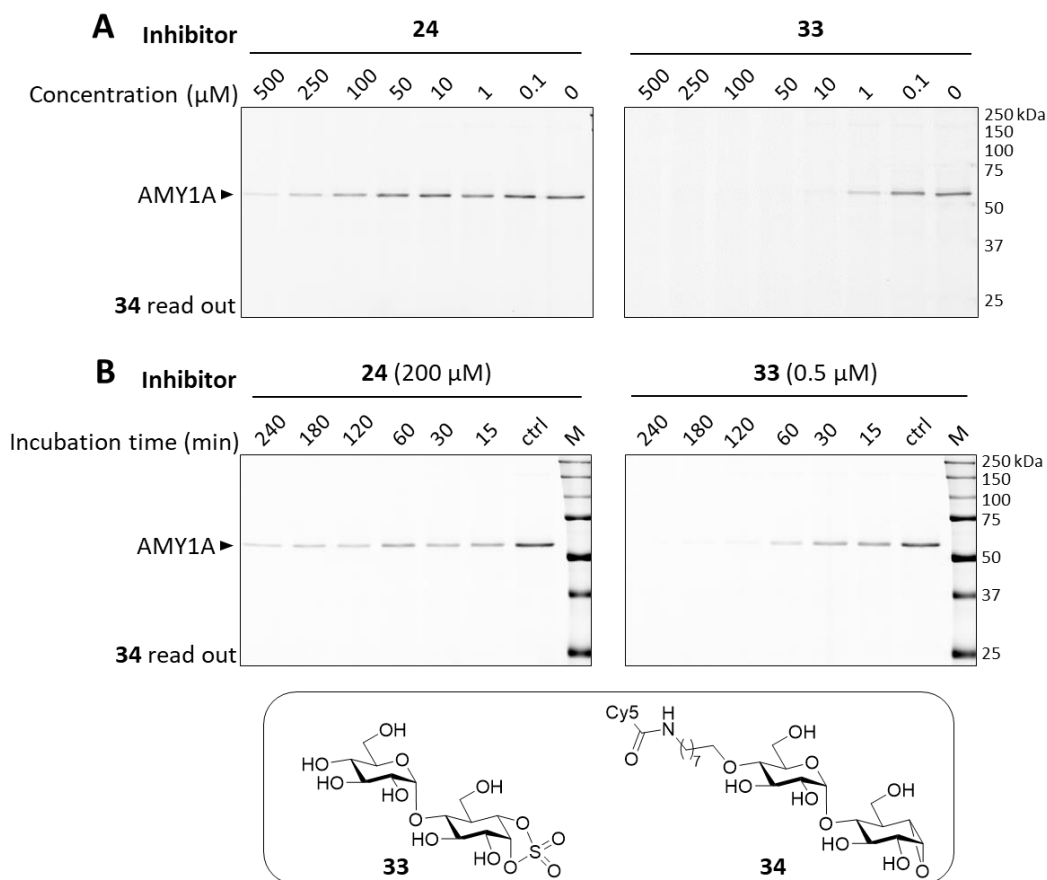 A Inhibitor 24 33
Concentration (µM) 500 250 100 50 10 1 0.1 0 500 250 100 50 10 1 0.1 0
250 kDa
150
100
75
AMY1A
50
37
34 read out
25
B Inhibitor 24 (200 µM) 33 (0.5 µM)
Incubation time (min) 240 180 120 60 30 15 ctrl M 240 180 120 60 30 15 ctrl M
250 kDa
150
100
75
AMY1A
50
37
34 read out
25
Cy5
H
N
O
7
O
OH
O
HO
HO
O
OH
HO
HO
O
34
OH
HO
HO
O
HO
O
OH
HO
HO
O
O
S
O
O
33